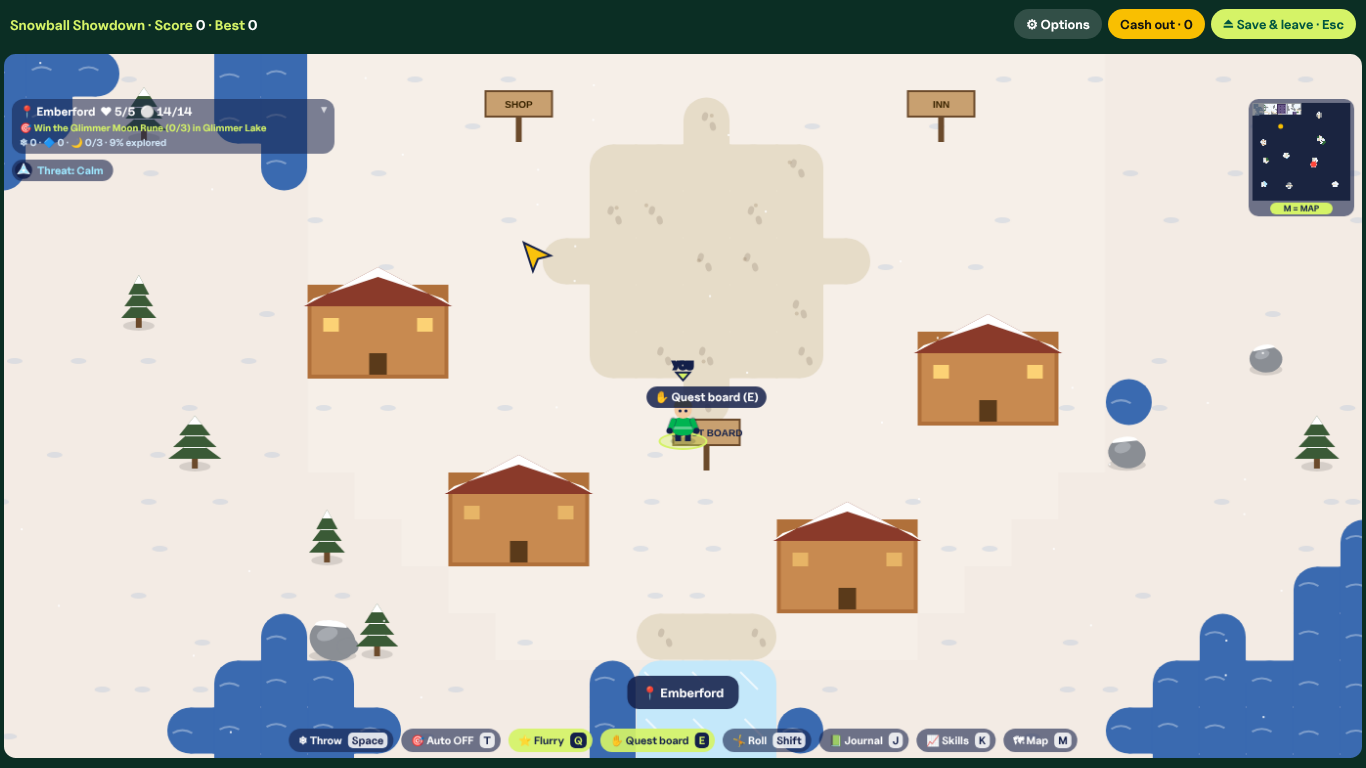 Snowball Showdown · Score 0 · Best 0
Options
Cash out · 0
Save & leave · Esc
SHOP
INN
Emberford 5/5 14/14
Win the Glimmer Moon Rune (0/3) in Glimmer Lake
0 · 0 · 0/3 · 9% explored
Threat: Calm
M = MAP
Quest board (E)
T BOARD
Emberford
Throw Space
Auto OFF T
Flurry Q
Quest board E
Roll Shift
Journal J
Skills K
Map M